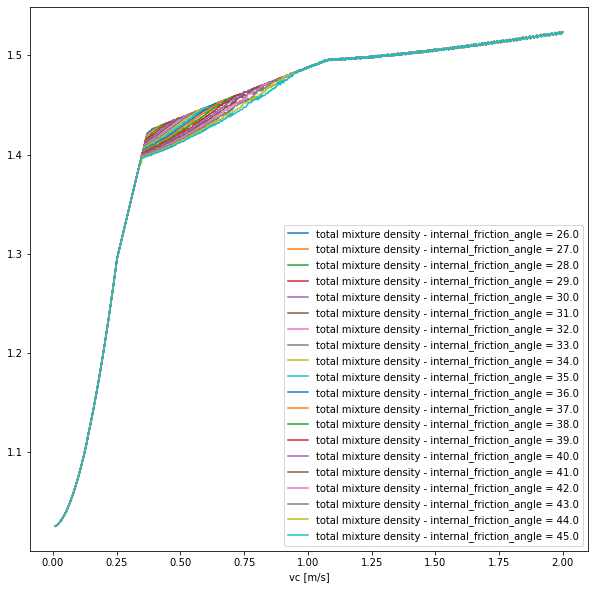 1.5
1.4
1.3
1.2
1.1
total mixture density - internal_friction_angle = 26.0
total mixture density - internal_friction_angle = 27.0
total mixture density - internal_friction_angle = 28.0
total mixture density - internal_friction_angle = 29.0
total mixture density - internal_friction_angle = 30.0
total mixture density - internal_friction_angle = 31.0
total mixture density - internal_friction_angle = 32.0
total mixture density - internal_friction_angle = 33.0
total mixture density - internal_friction_angle = 34.0
total mixture density - internal_friction_angle = 35.0
total mixture density - internal_friction_angle = 36.0
total mixture density - internal_friction_angle = 37.0
total mixture density - internal_friction_angle = 38.0
total mixture density - internal_friction_angle = 39.0
total mixture density - internal_friction_angle = 40.0
total mixture density - internal_friction_angle = 41.0
total mixture density - internal_friction_angle = 42.0
total mixture density - internal_friction_angle = 43.0
total mixture density - internal_friction_angle = 44.0
total mixture density - internal_friction_angle = 45.0
0.00 0.25 0.50 0.75 1.00 1.25 1.50 1.75 2.00
vc [m/s]